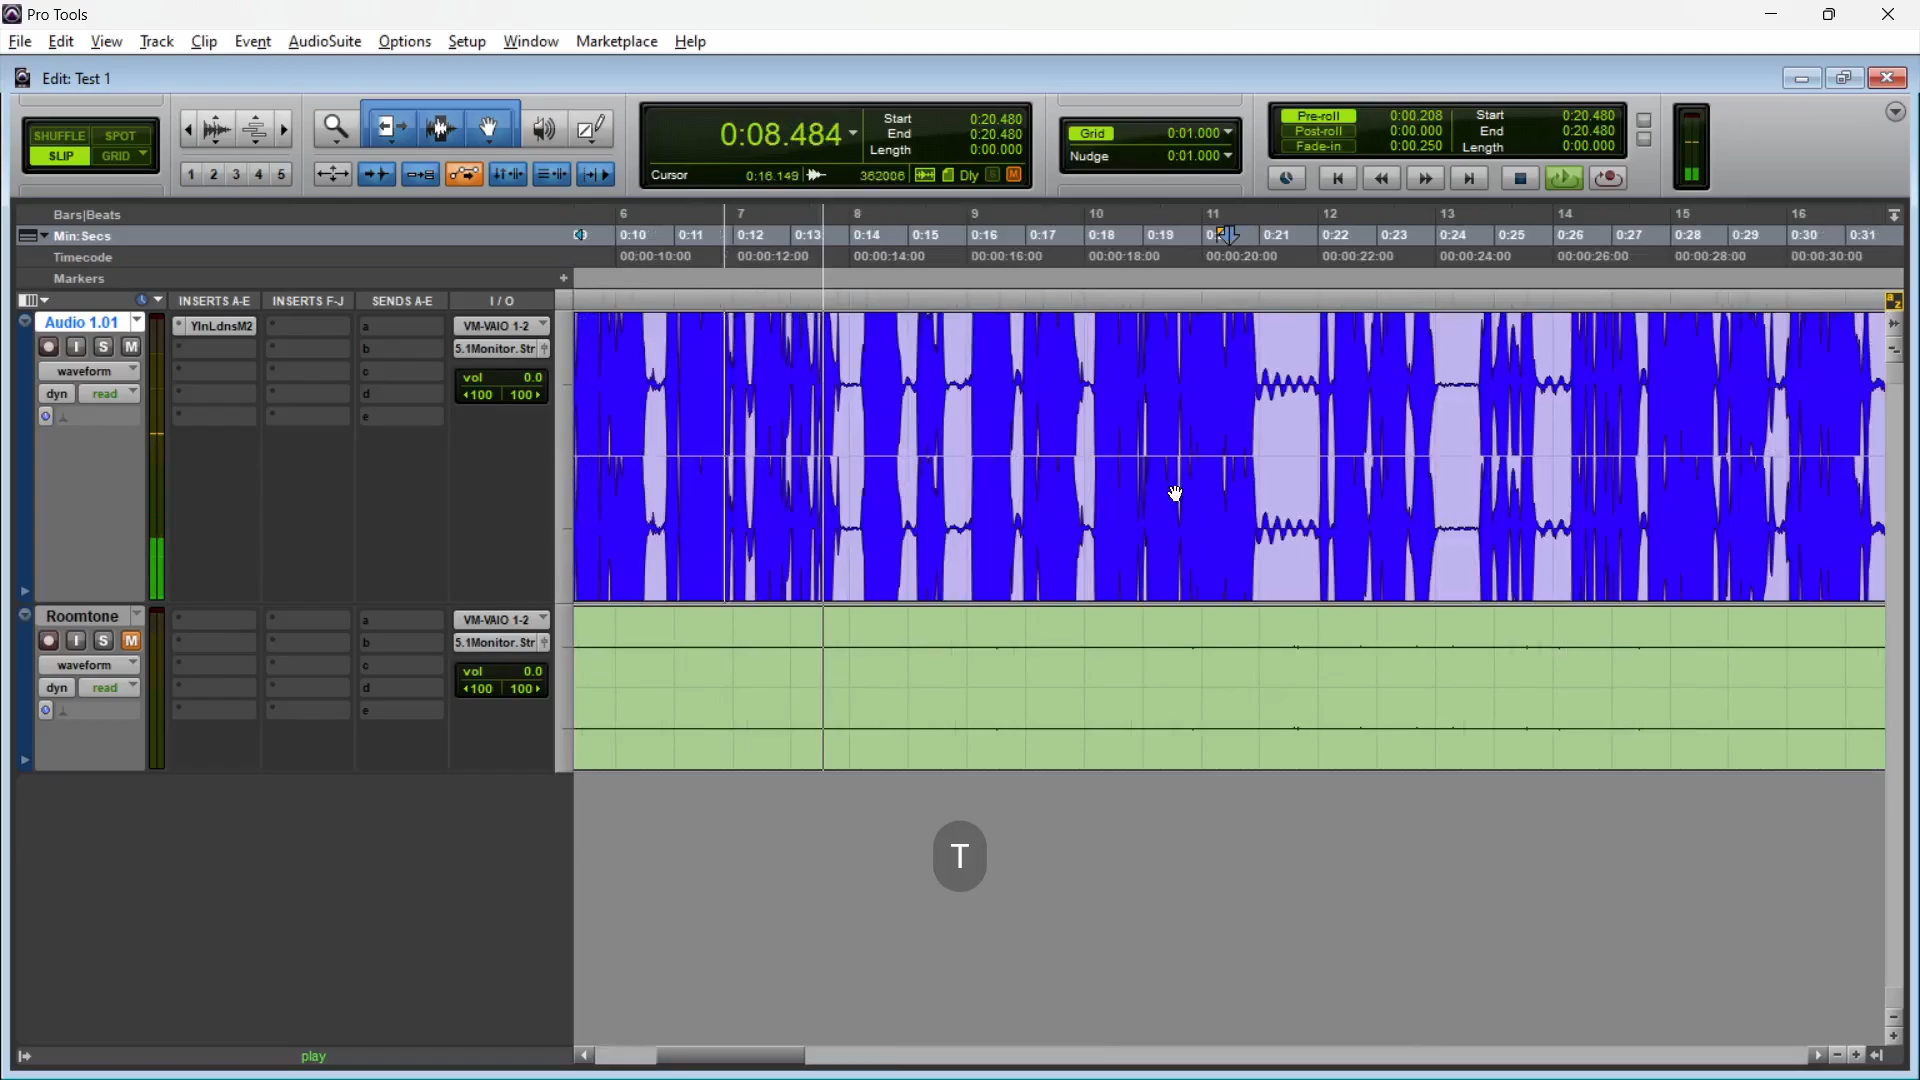 Pro Tools
File Edit View Track Clip Event AudioSuite Options Setup Window Marketplace Help
Edit: Test 1
SHUFFLE SPOT
SLIP GRID
1 2 3 4 5
0:08.484
Start 0:20.480
End 0:20.480
Length 0:00.000
Cursor 0:16.149 362006 Dly S M
Grid 0:01.000
Nudge 0:01.000
Pre-roll 0:00.208
Post-roll 0:00.000
Fade-in 0:00.250
Start 0:20.480
End 0:20.480
Length 0:00.000
Bars|Beats 6 7 8 9 10 11 12 13 14 15 16
Min:Secs 0:10 0:11 0:12 0:13 0:14 0:15 0:16 0:17 0:18 0:19 0:21 0:22 0:23 0:24 0:25 0:26 0:27 0:28 0:29 0:30 0:31
Timecode 00:00:10:00 00:00:12:00 00:00:14:00 00:00:16:00 00:00:18:00 00:00:20:00 00:00:22:00 00:00:24:00 00:00:26:00 00:00:28:00 00:00:30:00
Markers
INSERTS A-E INSERTS F-J SENDS A-E I / O
a z
Audio 1.01 YlnLdnsM2 a VM-VAIO 1-2
I S M b 5.1Monitor.Str
waveform c vol 0.0
dyn read d 100 100
e
Roomtone a VM-VAIO 1-2
I S M b 5.1Monitor.Str
waveform c vol 0.0
dyn read d 100 100
e
T
play